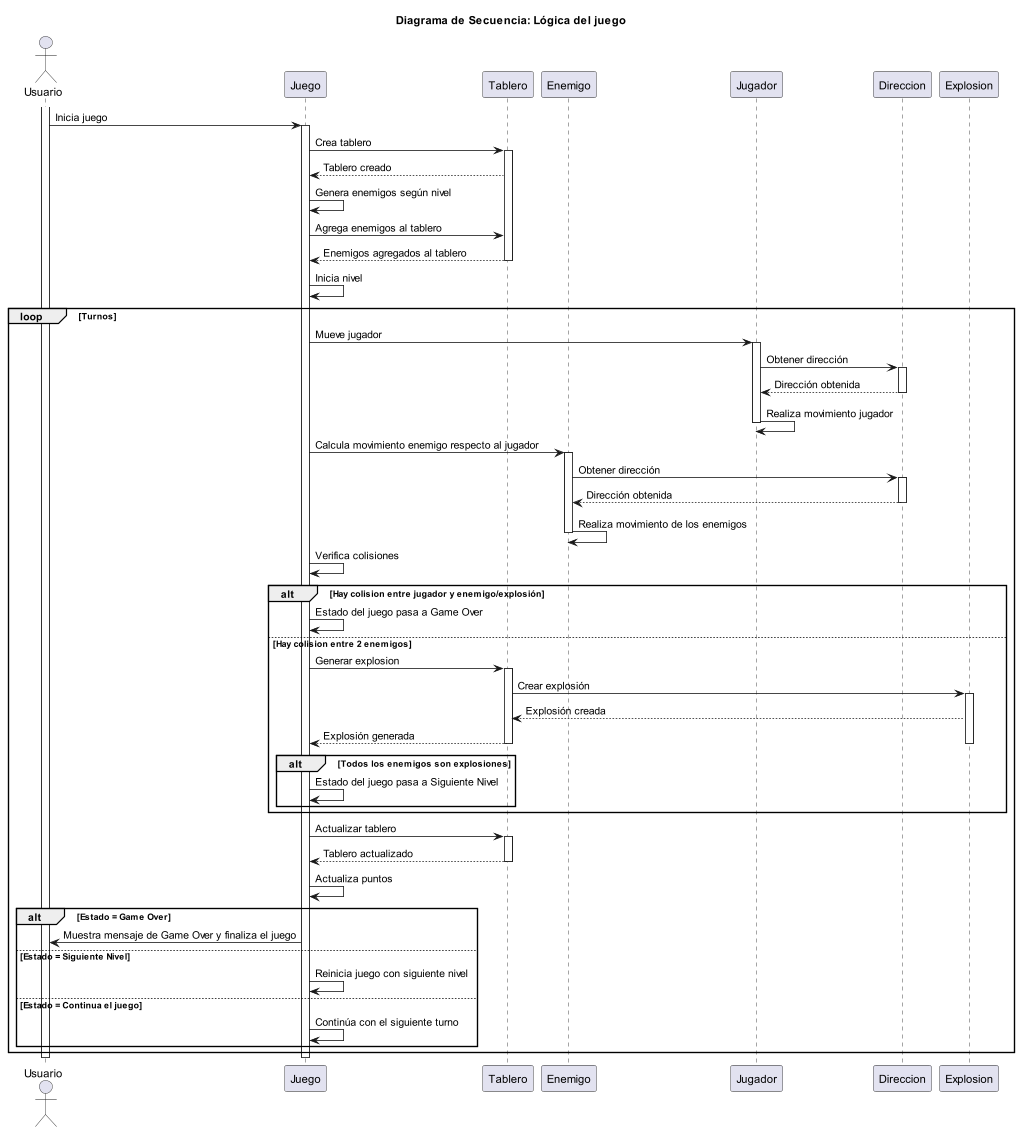 Diagrama de Secuencia: Lógica del juego
Usuario
Juego
Tablero
Enemigo
Jugador
Direccion
Explosion
Inicia juego
Crea tablero
Tablero creado
Genera enemigos según nivel
Agrega enemigos al tablero
Enemigos agregados al tablero
Inicia nivel
loop
[Turnos]
Mueve jugador
Obtener dirección
Dirección obtenida
Realiza movimiento jugador
Calcula movimiento enemigo respecto al jugador
Obtener dirección
Dirección obtenida
Realiza movimiento de los enemigos
Verifica colisiones
alt
[Hay colision entre jugador y enemigo/explosión]
Estado del juego pasa a Game Over
[Hay colision entre 2 enemigos]
Generar explosion
Crear explosión
Explosión creada
Explosión generada
alt
[Todos los enemigos son explosiones]
Estado del juego pasa a Siguiente Nivel
Actualizar tablero
Tablero actualizado
Actualiza puntos
alt
[Estado = Game Over]
Muestra mensaje de Game Over y finaliza el juego
[Estado = Siguiente Nivel]
Reinicia juego con siguiente nivel
[Estado = Continua el juego]
Continúa con el siguiente turno
Usuario
Juego
Tablero
Enemigo
Jugador
Direccion
Explosion